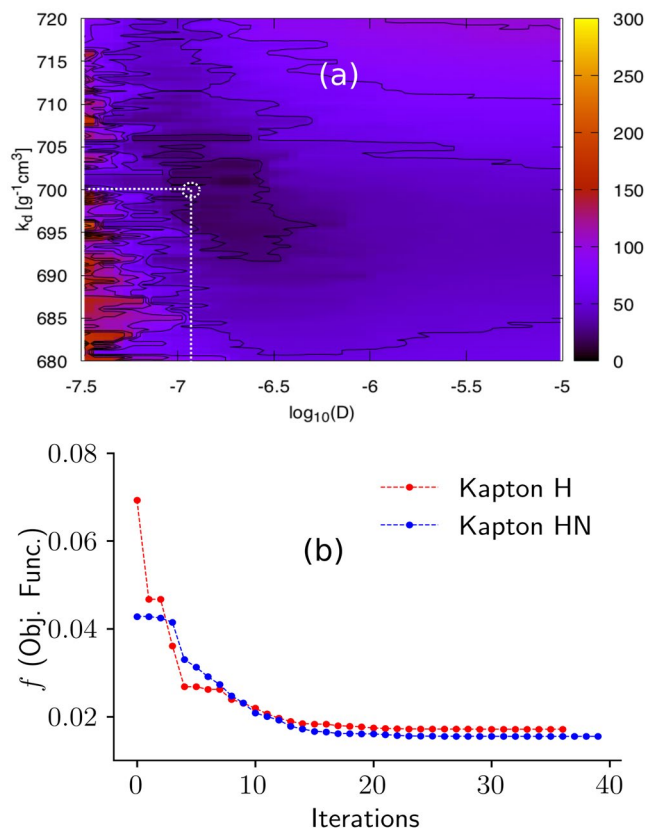 720
715
710
705
700
695
690
685
680
k_d [g⁻¹cm³]
(a)
300
250
200
150
100
50
0
-7.5 -7 -6.5 -6 -5.5 -5
log₁₀(D)
0.08
0.06
0.04
0.02
f (Obj. Func.)
Kapton H
Kapton HN
(b)
0 10 20 30 40
Iterations